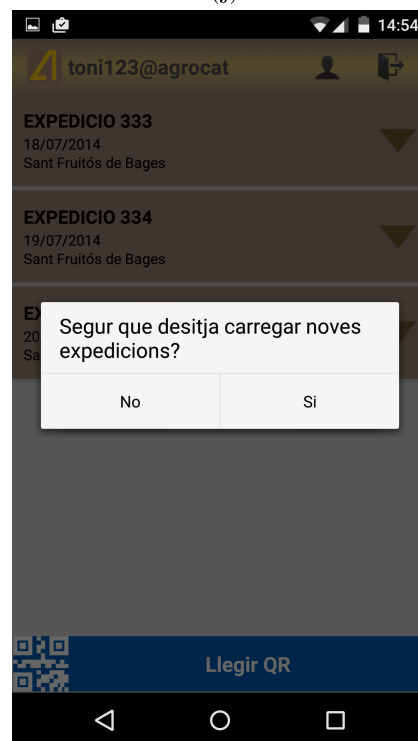 14:54
toni123@agrocat
EXPEDICIO 333
18/07/2014
Sant Fruitós de Bages
EXPEDICIO 334
19/07/2014
Sant Fruitós de Bages
Segur que desitja carregar noves
expedicions?
No Si
Llegir QR